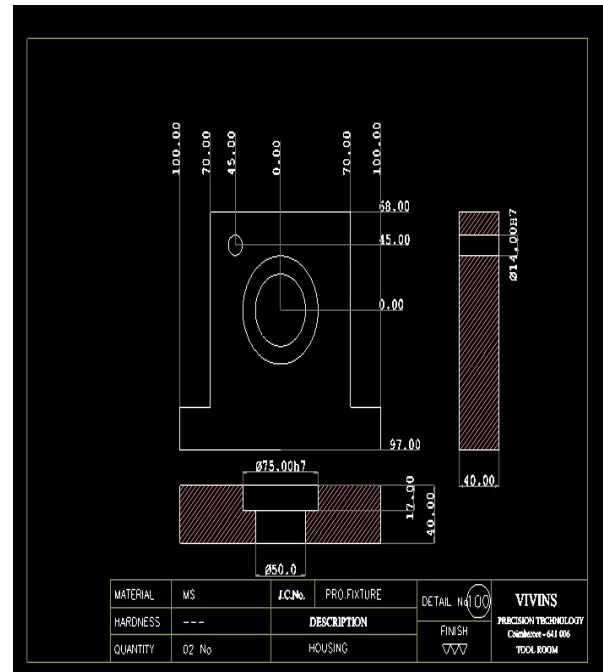 100.00 70.00 45.00 0.00 70.00 100.00
68.00
45.00
Ø14.00H7
0.00
97.00
Ø75.00h7
17.00
40.00
40.00
Ø50.0
MATERIAL MS J.C.No. PRO.FIXTURE DETAIL No 100 VIVINS
HARDNESS --- DESCRIPTION FINISH PRECISION TECHNOLOGY
Coimbatore - 641 006
QUANTITY 02 No HOUSING ▽▽▽ TOOL ROOM